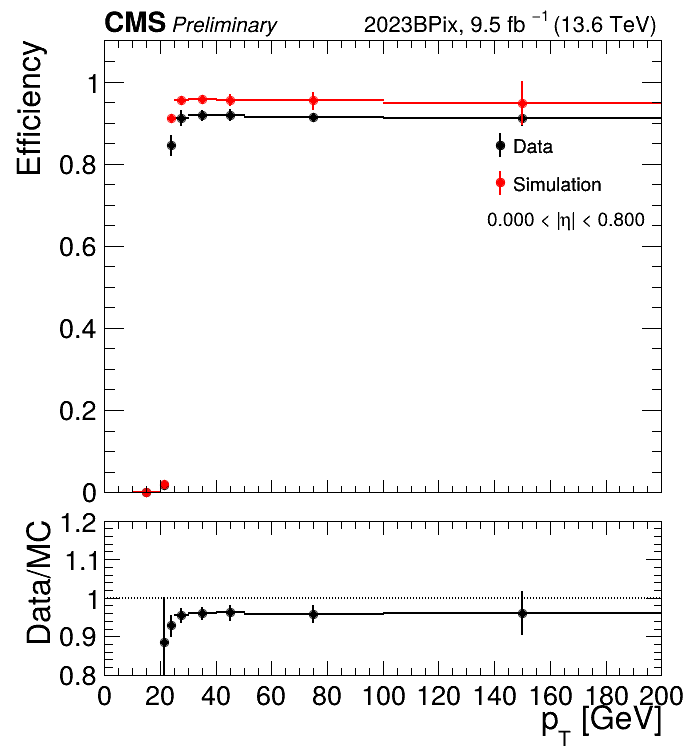 CMS Preliminary 2023BPix, 9.5 fb⁻¹ (13.6 TeV)
Efficiency
1
0.8
0.6
0.4
0.2
0
Data
Simulation
0.000 < |η| < 0.800
Data/MC
1.2
1.1
1
0.9
0.8
0 20 40 60 80 100 120 140 160 180 200
p_T [GeV]